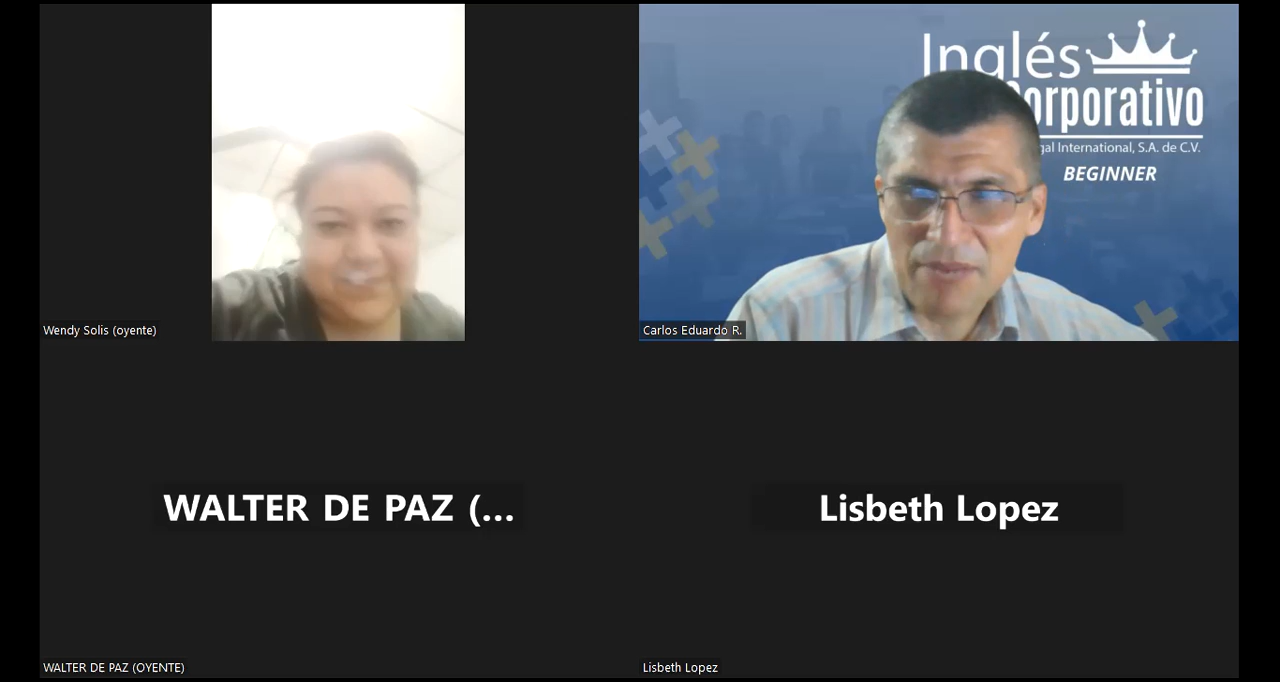 Inglés
orporativo
gal International, S.A. de C.V.
BEGINNER
Wendy Solis (oyente)
Carlos Eduardo R.
WALTER DE PAZ (...
Lisbeth Lopez
WALTER DE PAZ (OYENTE)
Lisbeth Lopez